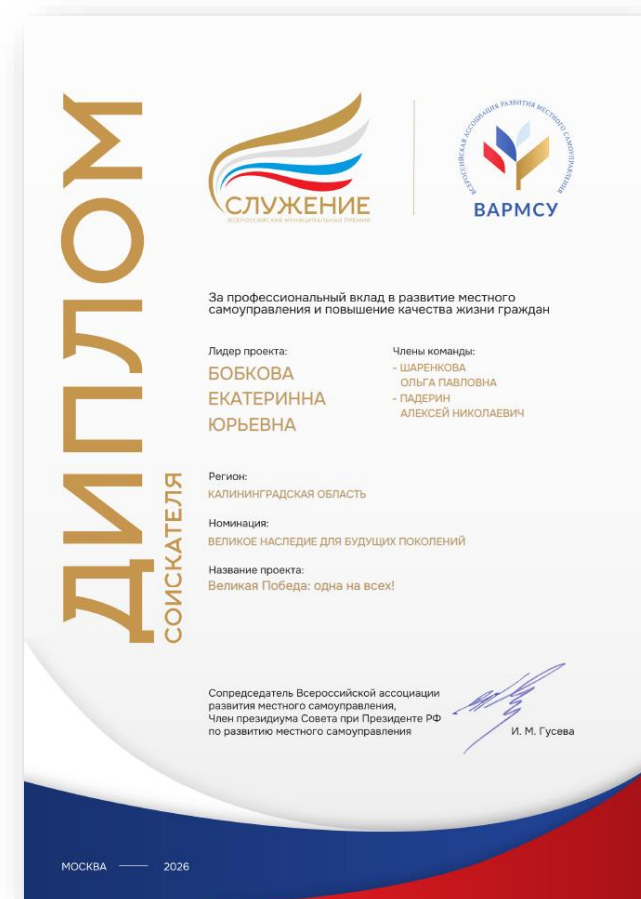 ДИПЛОМ
СОИСКАТЕЛЯ
СЛУЖЕНИЕ
ВСЕРОССИЙСКАЯ МУНИЦИПАЛЬНАЯ ПРЕМИЯ
ВСЕРОССИЙСКАЯ АССОЦИАЦИЯ РАЗВИТИЯ МЕСТНОГО САМОУПРАВЛЕНИЯ
ВАРМСУ
За профессиональный вклад в развитие местного
самоуправления и повышение качества жизни граждан
Лидер проекта:
БОБКОВА
ЕКАТЕРИННА
ЮРЬЕВНА
Члены команды:
- ШАРЕНКОВА
ОЛЬГА ПАВЛОВНА
- ПАДЕРИН
АЛЕКСЕЙ НИКОЛАЕВИЧ
Регион:
КАЛИНИНГРАДСКАЯ ОБЛАСТЬ
Номинация:
ВЕЛИКОЕ НАСЛЕДИЕ ДЛЯ БУДУЩИХ ПОКОЛЕНИЙ
Название проекта:
Великая Победа: одна на всех!
Сопредседатель Всероссийской ассоциации
развития местного самоуправления,
Член президиума Совета при Президенте РФ
по развитию местного самоуправления
И. М. Гусева
МОСКВА — 2026